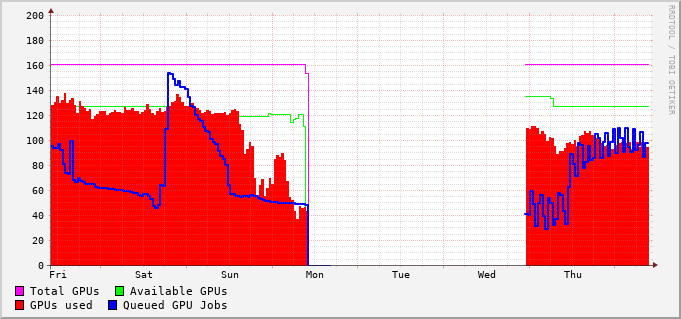 200
180
160
140
120
100
80
60
40
20
0
Fri Sat Sun Mon Tue Wed Thu
Total GPUs Available GPUs
GPUs used Queued GPU Jobs
RRDTOOL / TOBI OETIKER